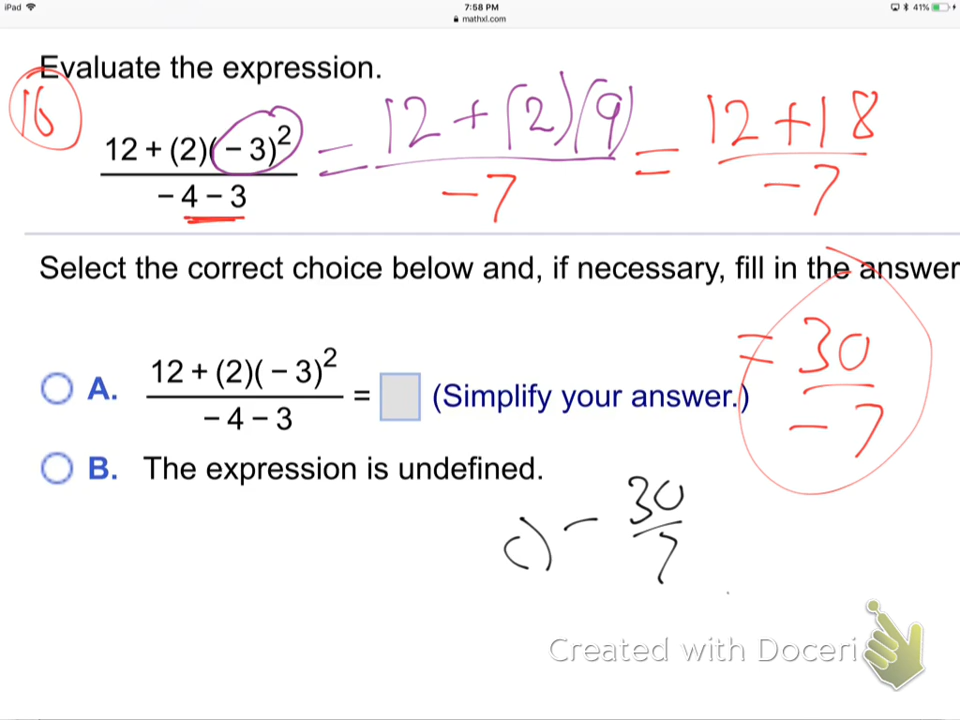 iPad 7:58 PM 41%
mathxl.com
Evaluate the expression.
16
12 + (2)(− 3)² / − 4 − 3 = 12 + (2)(9) / −7 = 12 + 18 / −7
Select the correct choice below and, if necessary, fill in the answer
= 30 / −7
A. 12 + (2)(− 3)² / − 4 − 3 = (Simplify your answer.)
B. The expression is undefined.
− 30 / 7
Created with Doceri